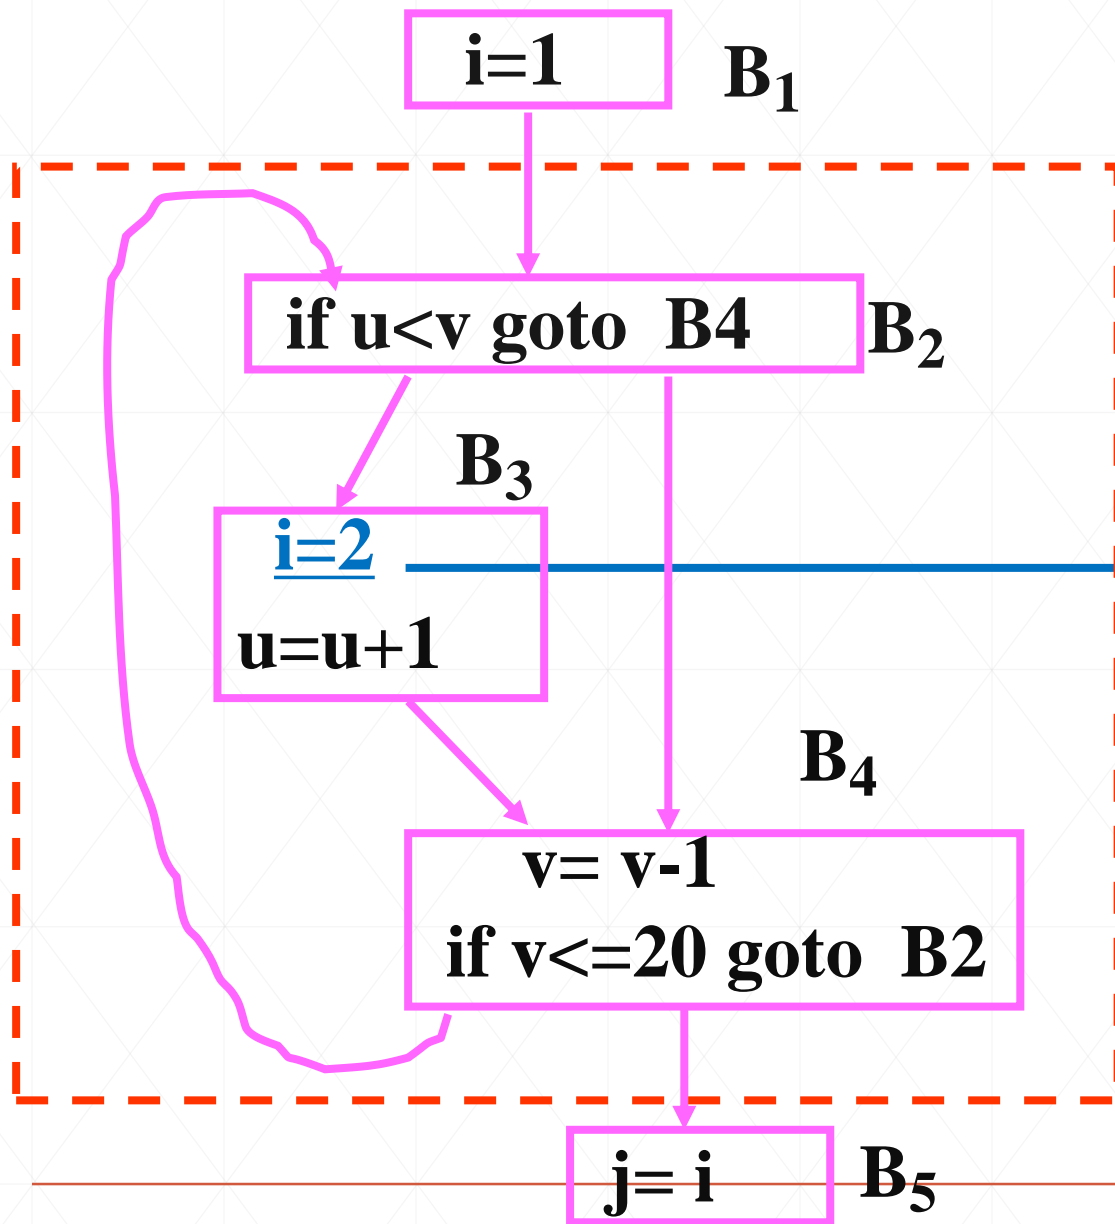 i=1
B₁
if u<v goto B4
B₂
B₃
i=2
u=u+1
B₄
v= v-1
if v<=20 goto B2
j= i
B₅